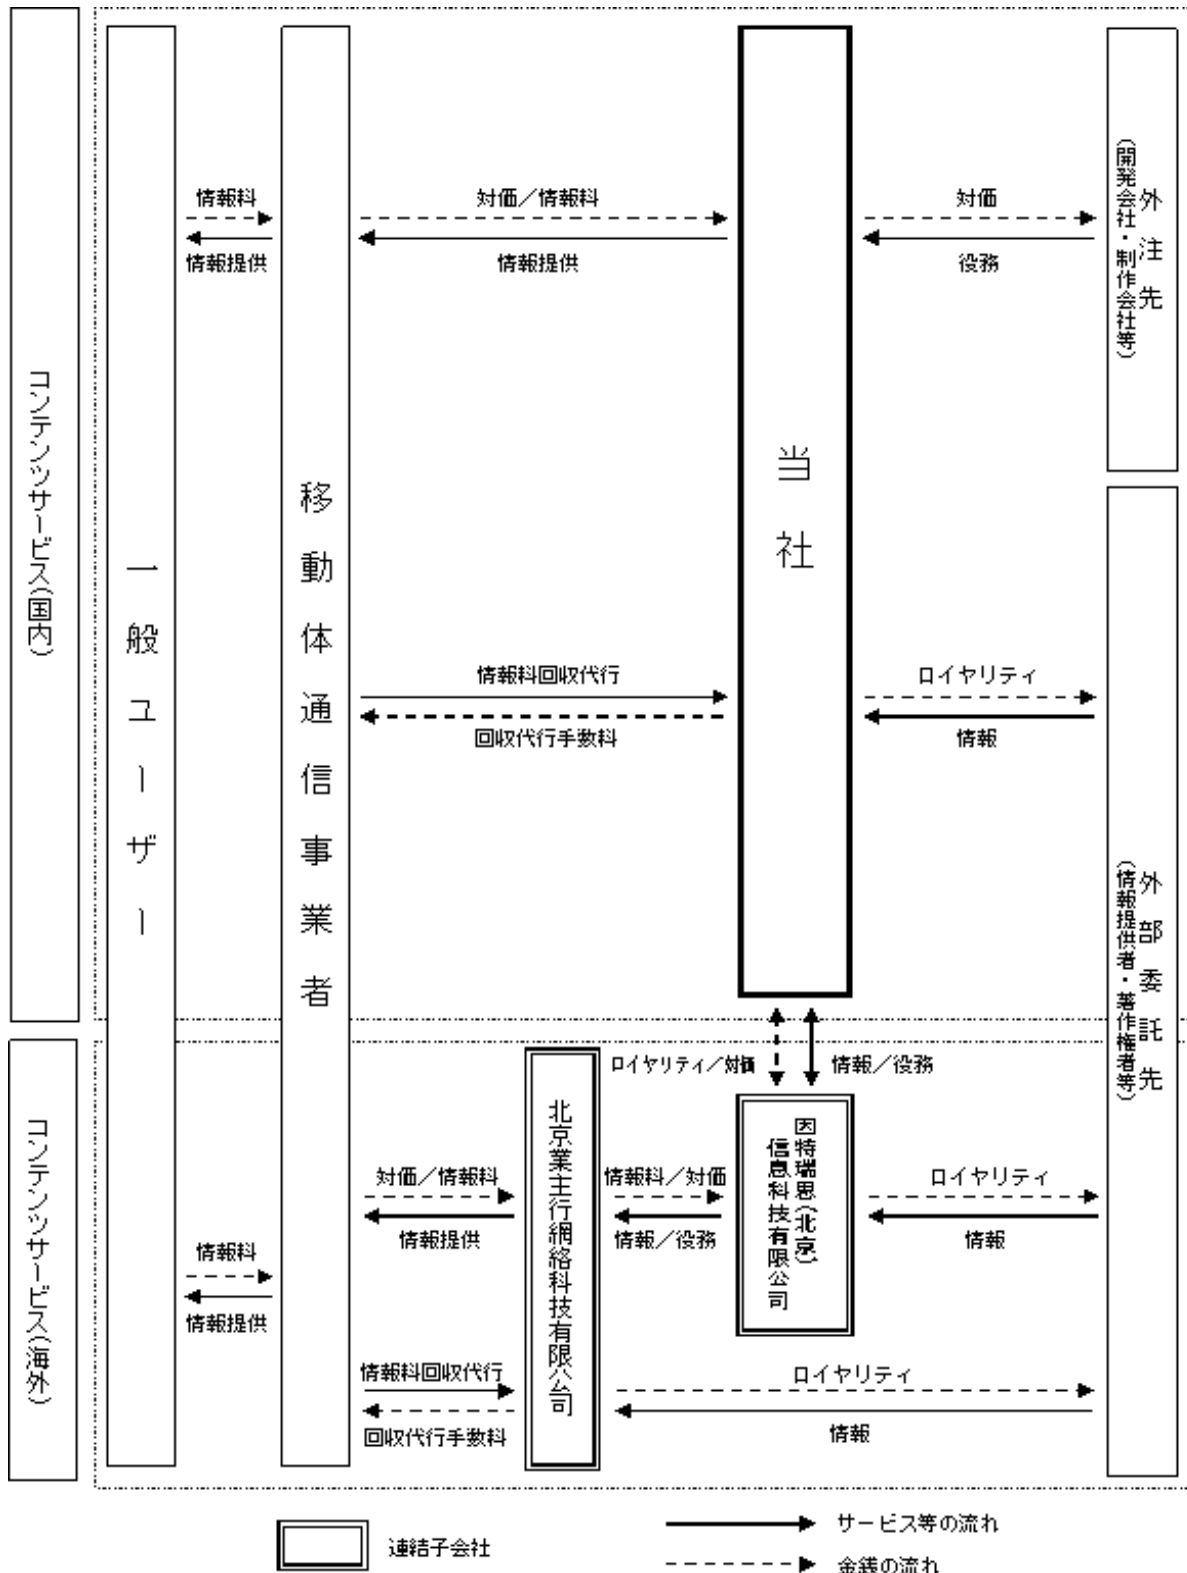 コンテンツサービス(国内)
一般ユーザー
移動体通信事業者
当社
外注先
(開発会社・制作会社等)
情報料
情報提供
対価／情報料
情報提供
対価
役務
情報料回収代行
回収代行手数料
ロイヤリティ
情報
外部委託先
(情報提供者・著作権者等)
ロイヤリティ／対価
情報／役務
コンテンツサービス(海外)
北京業主行網絡科技有限公司
因特瑞思(北京)
信息科技有限公司
対価／情報料
情報提供
情報料／対価
情報／役務
ロイヤリティ
情報
情報料
情報提供
情報料回収代行
回収代行手数料
ロイヤリティ
情報
連結子会社
サービス等の流れ
金銭の流れ